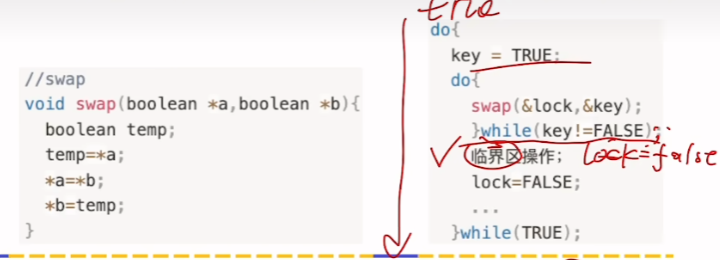 //swap
void swap(boolean *a,boolean *b){
boolean temp;
temp=*a;
*a=*b;
*b=temp;
}
true
do{
key = TRUE;
do{
swap(&lock,&key);
}while(key!=FALSE);
临界区操作;
lock=false
lock=FALSE;
...
}while(TRUE);